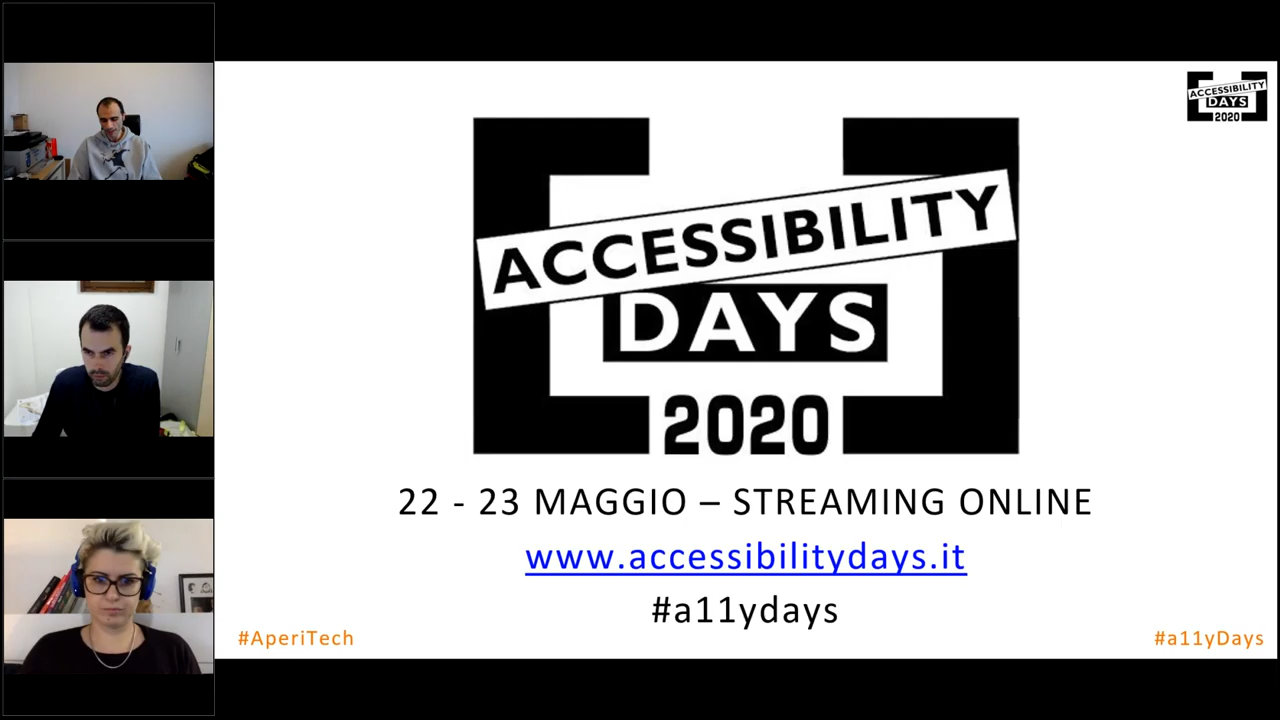 ACCESSIBILITY
DAYS
2020
ACCESSIBILITY
DAYS
2020
22 - 23 MAGGIO – STREAMING ONLINE
www.accessibilitydays.it
#a11ydays
#AperiTech
#a11yDays